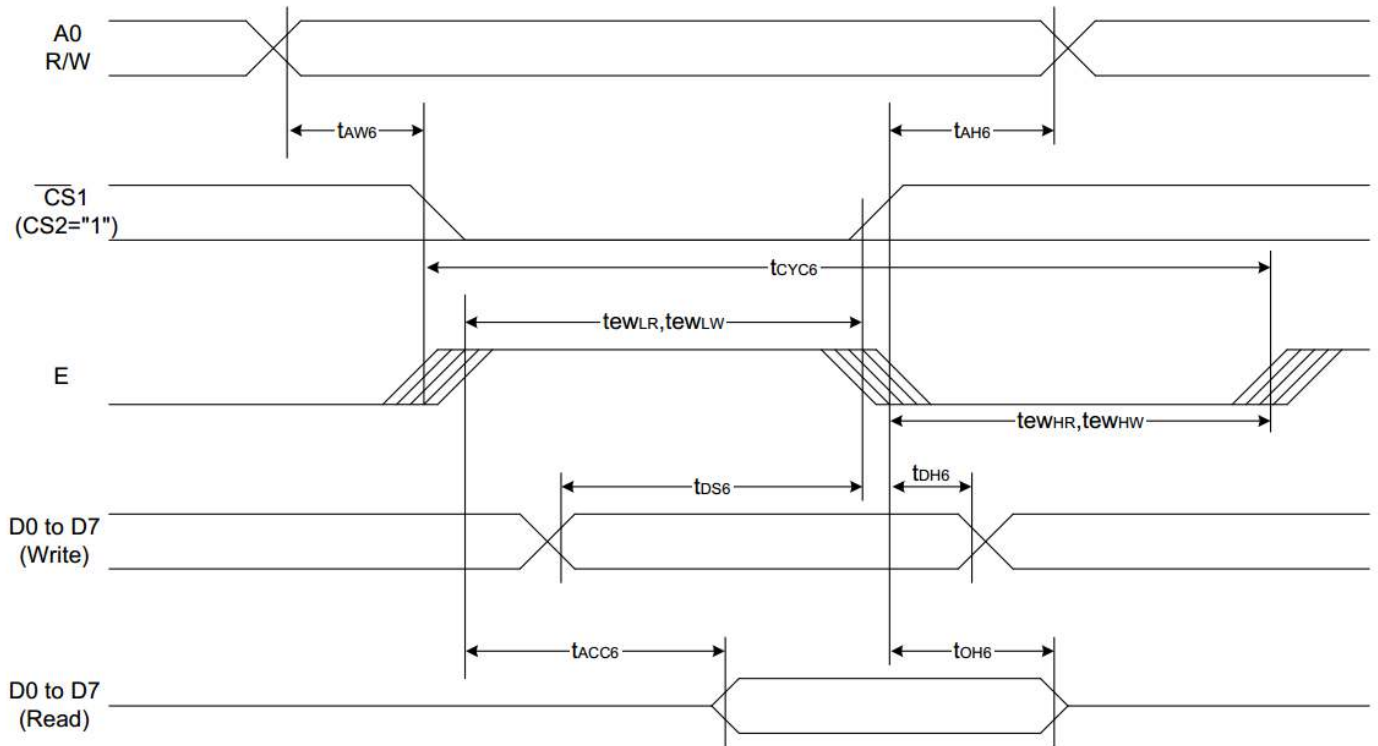 A0
R/W
tAW6
tAH6
CS1
(CS2="1")
tCYC6
tewLR,tewLW
E
tewHR,tewHW
tDS6
tDH6
D0 to D7
(Write)
tACC6
tOH6
D0 to D7
(Read)